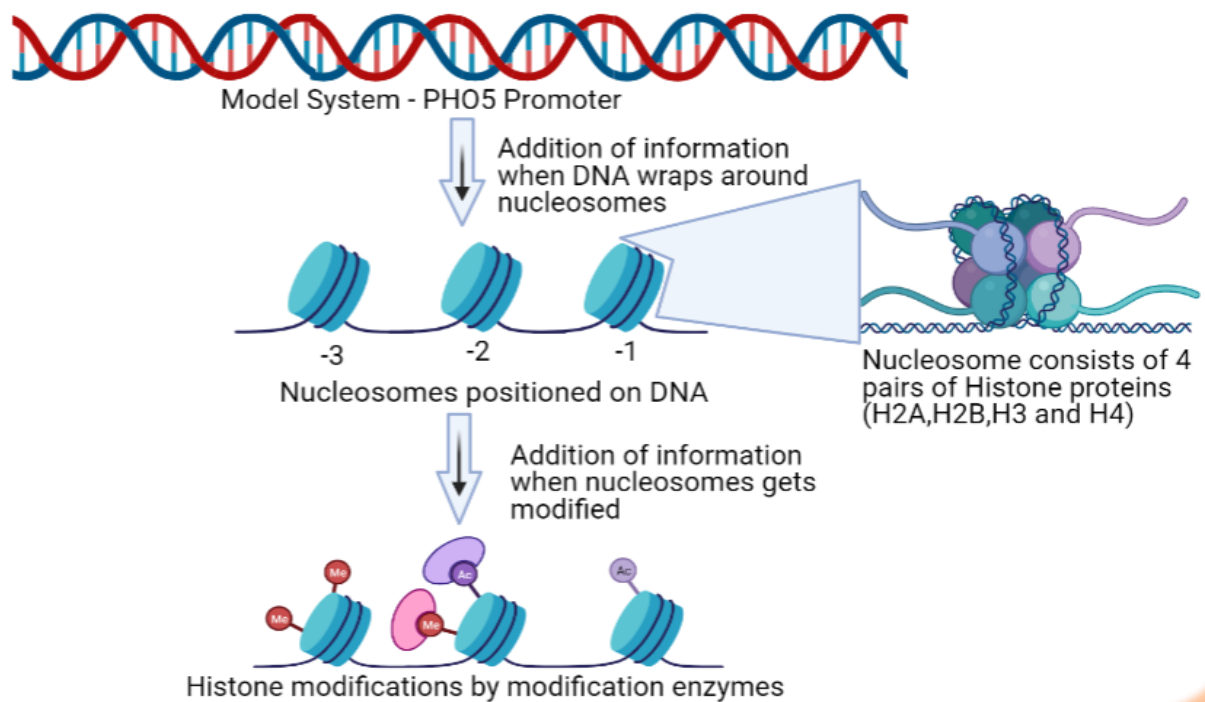 Model System - PHO5 Promoter
Addition of information
when DNA wraps around
nucleosomes
-3
-2
-1
Nucleosomes positioned on DNA
Nucleosome consists of 4
pairs of Histone proteins
(H2A,H2B,H3 and H4)
Addition of information
when nucleosomes gets
modified
Me
Me
Ac
Me
Ac
Histone modifications by modification enzymes